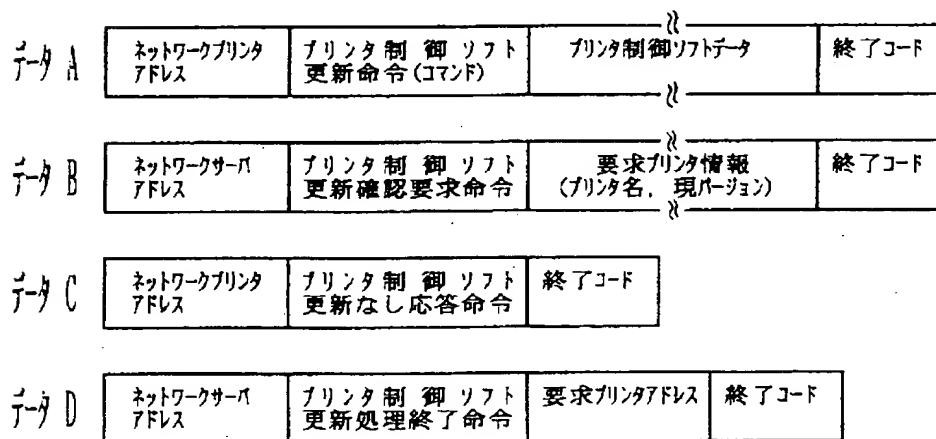 データ A
ネットワークプリンタ
アドレス
プリンタ制御ソフト
更新命令(コマンド)
プリンタ制御ソフトデータ
終了コード
データ B
ネットワークサーバ
アドレス
プリンタ制御ソフト
更新確認要求命令
要求プリンタ情報
(プリンタ名, 現バージョン)
終了コード
データ C
ネットワークプリンタ
アドレス
プリンタ制御ソフト
更新なし応答命令
終了コード
データ D
ネットワークサーバ
アドレス
プリンタ制御ソフト
更新処理終了命令
要求プリンタアドレス
終了コード